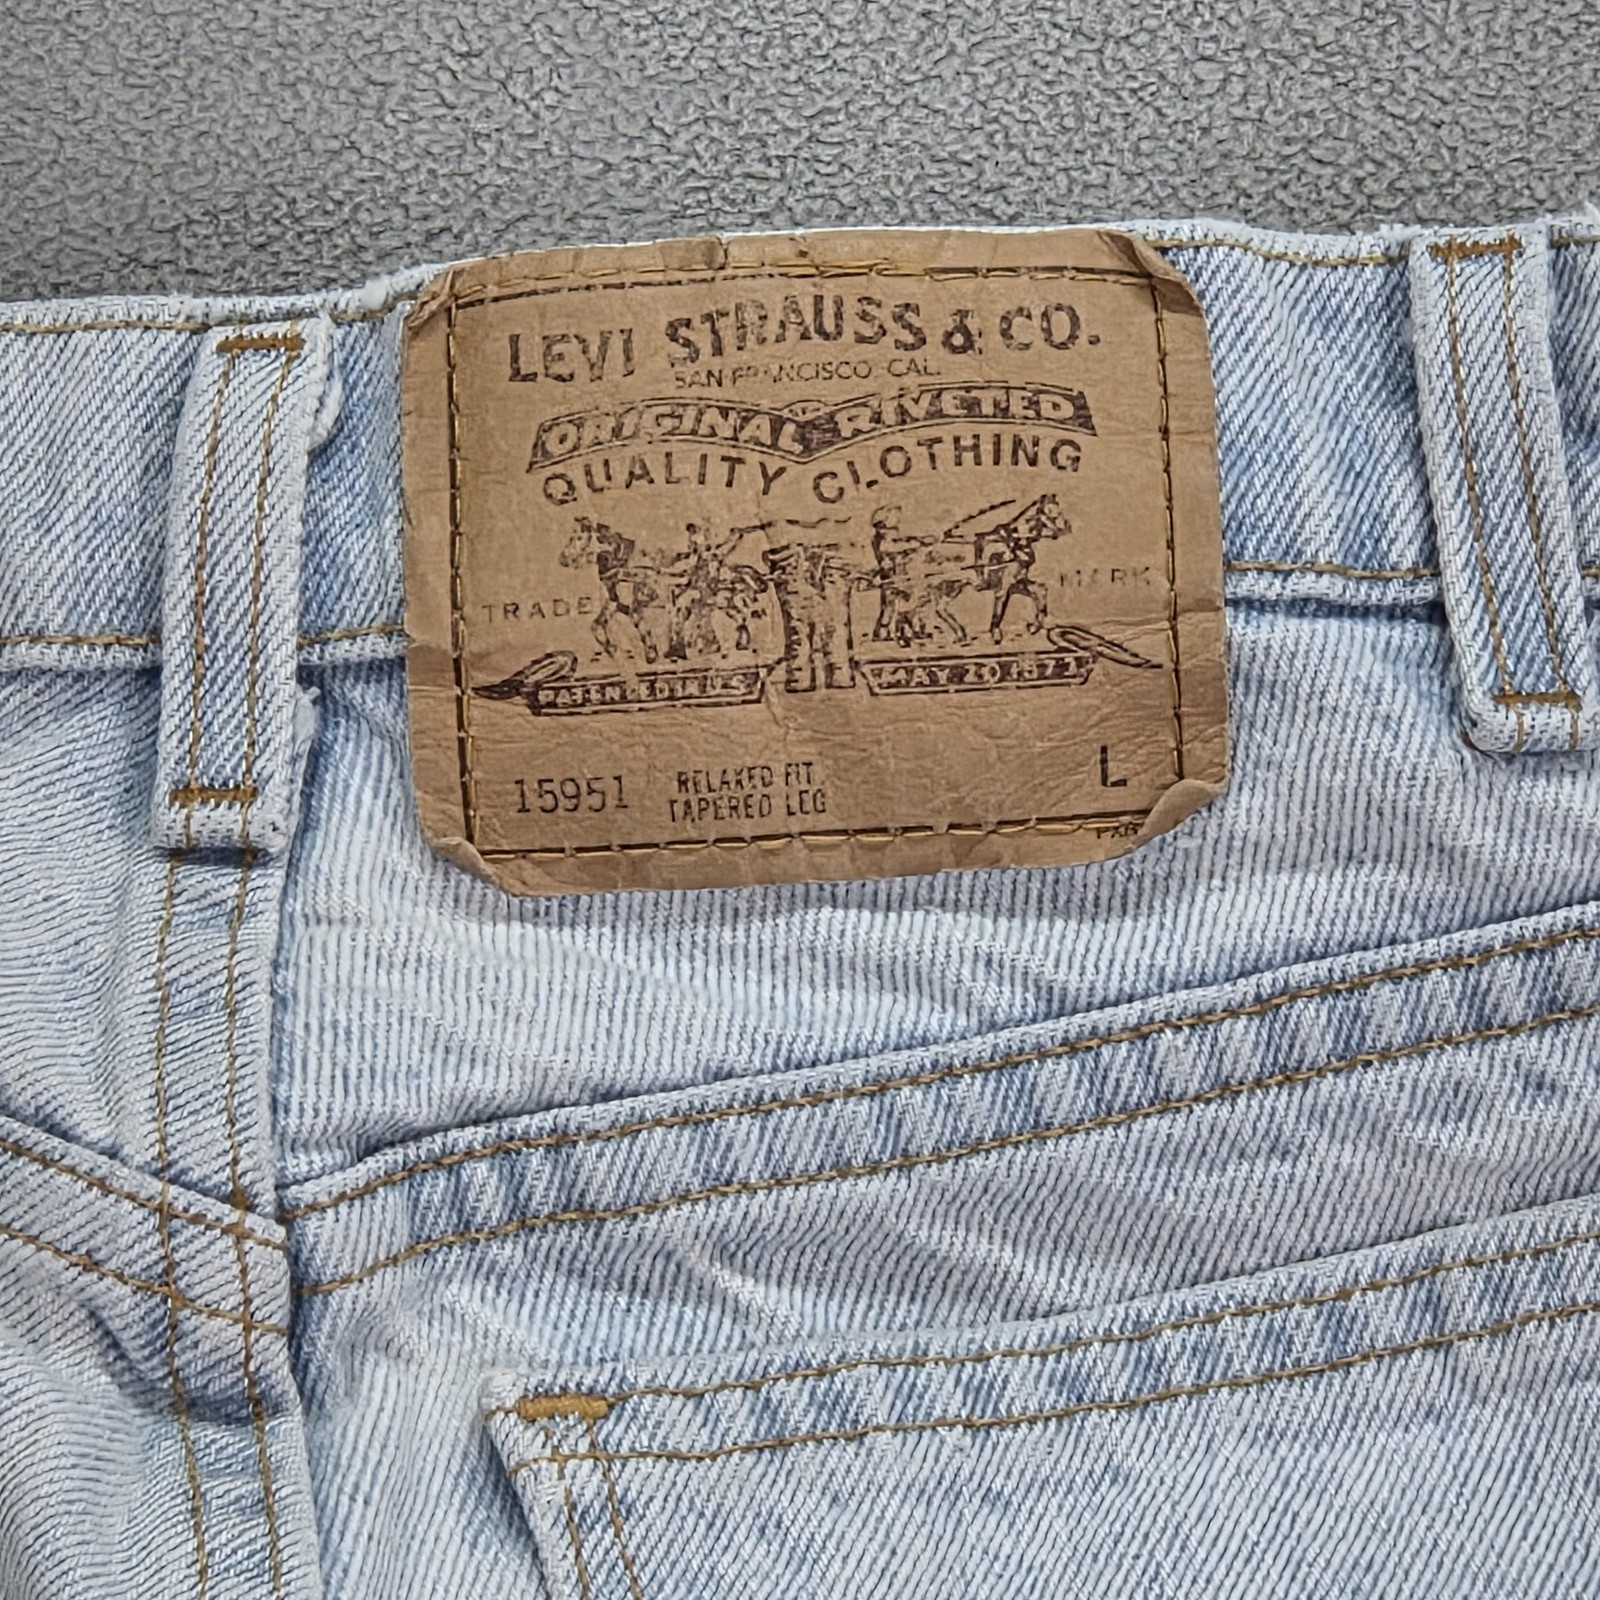 LEVI STRAUSS & CO.
SAN FRANCISCO, CAL.
ORIGINAL RIVETED
QUALITY CLOTHING
TRADE MARK
PATENTED IN U.S. MAY 20 1873
15951 RELAXED FIT L
TAPERED LEG